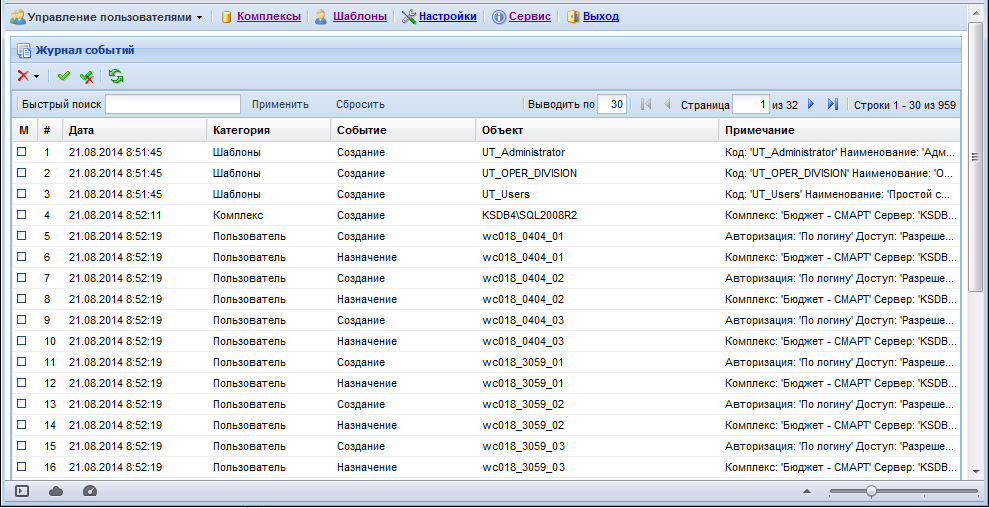 Управление пользователями Комплексы Шаблоны Настройки Сервис Выход
Журнал событий
Быстрый поиск Применить Сбросить Выводить по 30 Страница 1 из 32 Строки 1 - 30 из 959
М # Дата Категория Событие Объект Примечание
1 21.08.2014 8:51:45 Шаблоны Создание UT_Administrator Код: 'UT_Administrator' Наименование: 'Адм...
2 21.08.2014 8:51:45 Шаблоны Создание UT_OPER_DIVISION Код: 'UT_OPER_DIVISION' Наименование: 'О...
3 21.08.2014 8:51:45 Шаблоны Создание UT_Users Код: 'UT_Users' Наименование: 'Простой с...
4 21.08.2014 8:52:11 Комплекс Создание KSDB4\SQL2008R2 Комплекс: 'Бюджет - СМАРТ' Сервер: 'KSDB...
5 21.08.2014 8:52:19 Пользователь Создание wc018_0404_01 Авторизация: 'По логину' Доступ: 'Разреше...
6 21.08.2014 8:52:19 Пользователь Назначение wc018_0404_01 Комплекс: 'Бюджет - СМАРТ' Сервер: 'KSDB...
7 21.08.2014 8:52:19 Пользователь Создание wc018_0404_02 Авторизация: 'По логину' Доступ: 'Разреше...
8 21.08.2014 8:52:19 Пользователь Назначение wc018_0404_02 Комплекс: 'Бюджет - СМАРТ' Сервер: 'KSDB...
9 21.08.2014 8:52:19 Пользователь Создание wc018_0404_03 Авторизация: 'По логину' Доступ: 'Разреше...
10 21.08.2014 8:52:19 Пользователь Назначение wc018_0404_03 Комплекс: 'Бюджет - СМАРТ' Сервер: 'KSDB...
11 21.08.2014 8:52:19 Пользователь Создание wc018_3059_01 Авторизация: 'По логину' Доступ: 'Разреше...
12 21.08.2014 8:52:19 Пользователь Назначение wc018_3059_01 Комплекс: 'Бюджет - СМАРТ' Сервер: 'KSDB...
13 21.08.2014 8:52:19 Пользователь Создание wc018_3059_02 Авторизация: 'По логину' Доступ: 'Разреше...
14 21.08.2014 8:52:19 Пользователь Назначение wc018_3059_02 Комплекс: 'Бюджет - СМАРТ' Сервер: 'KSDB...
15 21.08.2014 8:52:19 Пользователь Создание wc018_3059_03 Авторизация: 'По логину' Доступ: 'Разреше...
16 21.08.2014 8:52:19 Пользователь Назначение wc018_3059_03 Комплекс: 'Бюджет - СМАРТ' Сервер: 'KSDB...